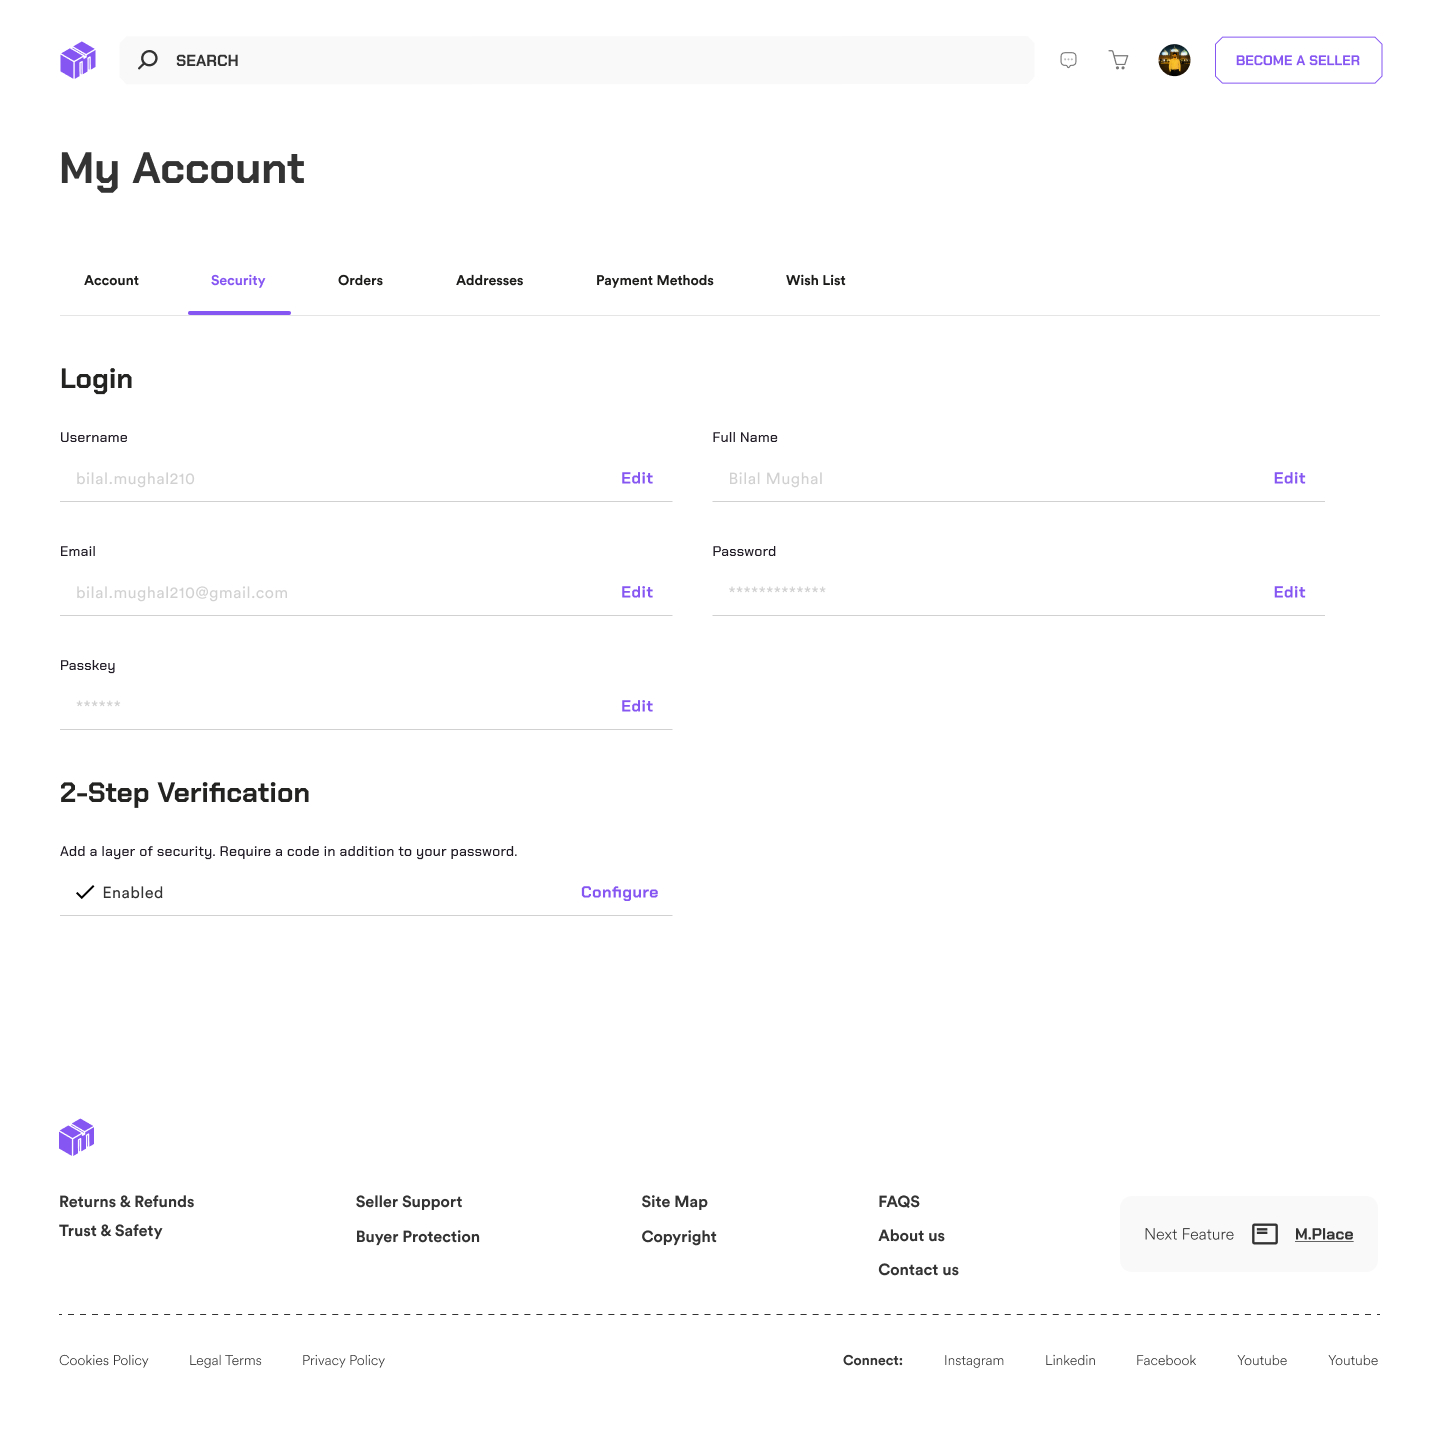 SEARCH
BECOME A SELLER
My Account
Account Security Orders Addresses Payment Methods Wish List
Login
Username
bilal.mughal210 Edit
Full Name
Bilal Mughal Edit
Email
bilal.mughal210@gmail.com Edit
Password
************* Edit
Passkey
****** Edit
2-Step Verification
Add a layer of security. Require a code in addition to your password.
Enabled Configure
Returns & Refunds
Trust & Safety
Seller Support
Buyer Protection
Site Map
Copyright
FAQS
About us
Contact us
Next Feature M.Place
Cookies Policy Legal Terms Privacy Policy
Connect: Instagram Linkedin Facebook Youtube Youtube